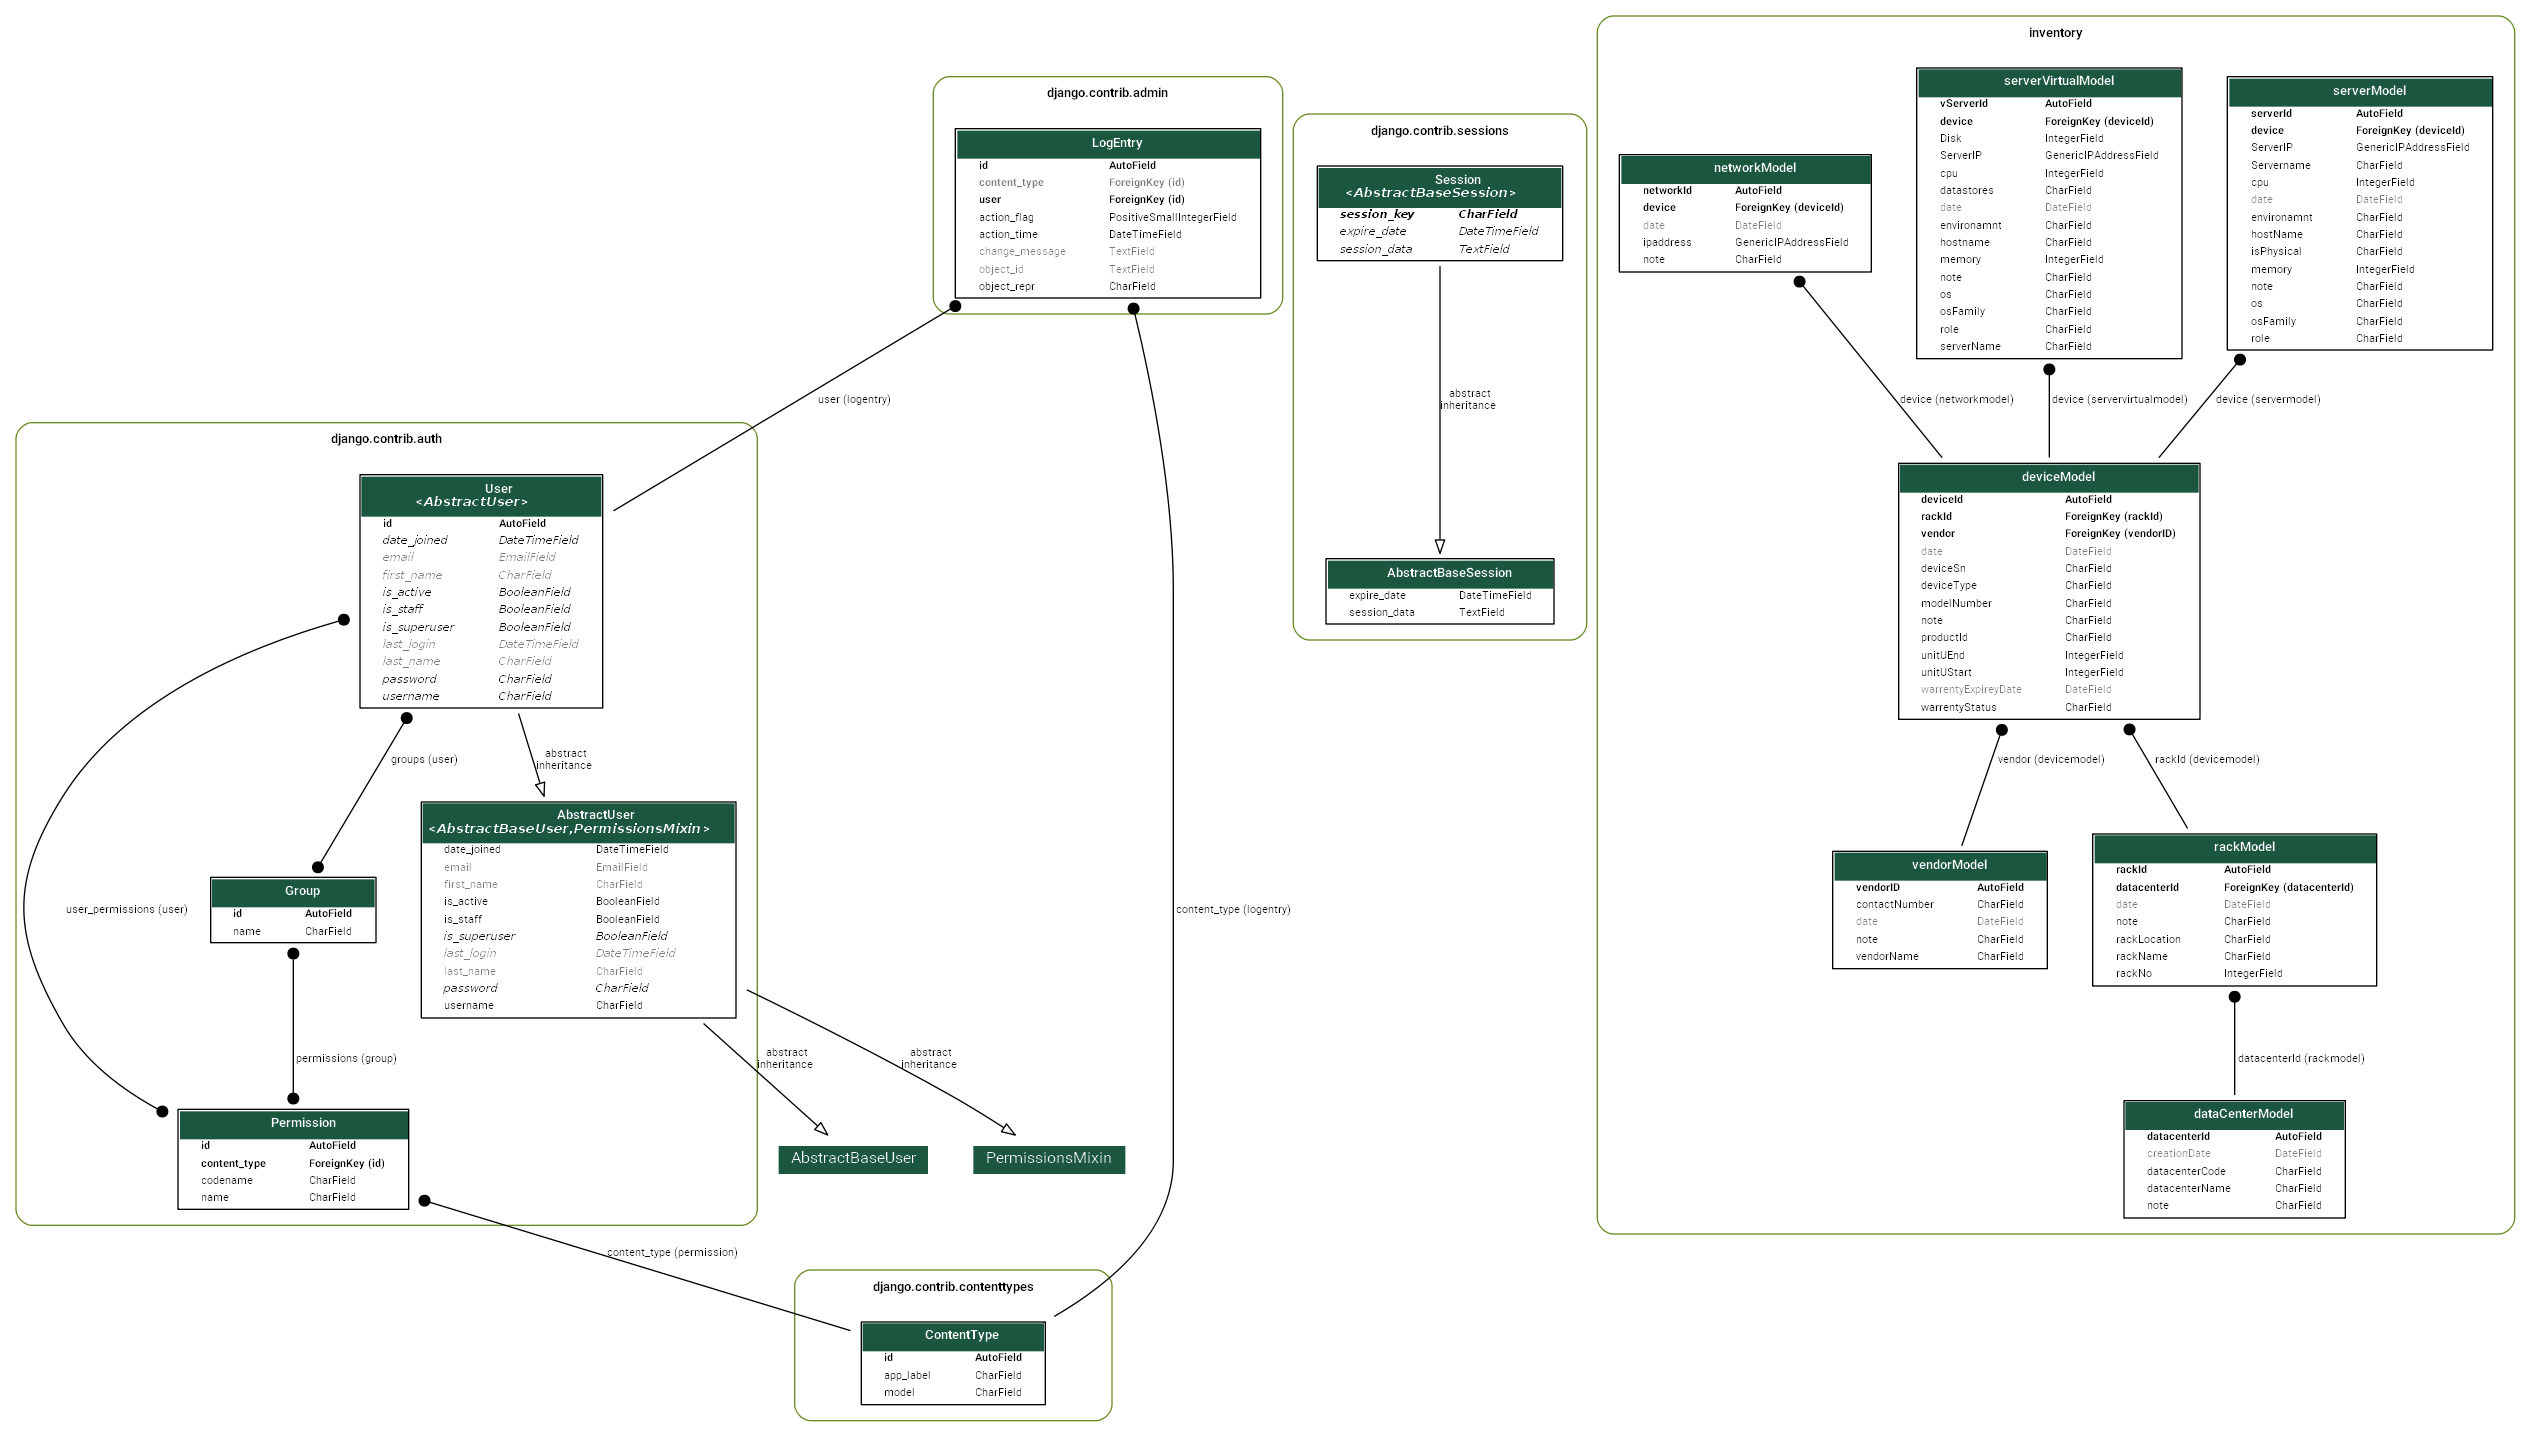 django.contrib.admin
LogEntry
id AutoField
content_type ForeignKey (id)
user ForeignKey (id)
action_flag PositiveSmallIntegerField
action_time DateTimeField
change_message TextField
object_id TextField
object_repr CharField
user (logentry)
content_type (logentry)
django.contrib.auth
User
<AbstractUser>
id AutoField
date_joined DateTimeField
email EmailField
first_name CharField
is_active BooleanField
is_staff BooleanField
is_superuser BooleanField
last_login DateTimeField
last_name CharField
password CharField
username CharField
groups (user)
abstract
inheritance
user_permissions (user)
AbstractUser
<AbstractBaseUser,PermissionsMixin>
date_joined DateTimeField
email EmailField
first_name CharField
is_active BooleanField
is_staff BooleanField
is_superuser BooleanField
last_login DateTimeField
last_name CharField
password CharField
username CharField
Group
id AutoField
name CharField
permissions (group)
abstract
inheritance
abstract
inheritance
AbstractBaseUser
PermissionsMixin
Permission
id AutoField
content_type ForeignKey (id)
codename CharField
name CharField
content_type (permission)
django.contrib.contenttypes
ContentType
id AutoField
app_label CharField
model CharField
django.contrib.sessions
Session
<AbstractBaseSession>
session_key CharField
expire_date DateTimeField
session_data TextField
abstract
inheritance
AbstractBaseSession
expire_date DateTimeField
session_data TextField
inventory
networkModel
networkId AutoField
device ForeignKey (deviceId)
date DateField
ipaddress GenericIPAddressField
note CharField
serverVirtualModel
vServerId AutoField
device ForeignKey (deviceId)
Disk IntegerField
ServerIP GenericIPAddressField
cpu IntegerField
datastores CharField
date DateField
environamnt CharField
hostname CharField
memory IntegerField
note CharField
os CharField
osFamily CharField
role CharField
serverName CharField
serverModel
serverId AutoField
device ForeignKey (deviceId)
ServerIP GenericIPAddressField
Servername CharField
cpu IntegerField
date DateField
environamnt CharField
hostName CharField
isPhysical CharField
memory IntegerField
note CharField
os CharField
osFamily CharField
role CharField
device (networkmodel)
device (servervirtualmodel)
device (servermodel)
deviceModel
deviceId AutoField
rackId ForeignKey (rackId)
vendor ForeignKey (vendorID)
date DateField
deviceSn CharField
deviceType CharField
modelNumber CharField
note CharField
productId CharField
unitUEnd IntegerField
unitUStart IntegerField
warrentyExpireyDate DateField
warrentyStatus CharField
vendor (devicemodel)
rackId (devicemodel)
vendorModel
vendorID AutoField
contactNumber CharField
date DateField
note CharField
vendorName CharField
rackModel
rackId AutoField
datacenterId ForeignKey (datacenterId)
date DateField
note CharField
rackLocation CharField
rackName CharField
rackNo IntegerField
datacenterId (rackmodel)
dataCenterModel
datacenterId AutoField
creationDate DateField
datacenterCode CharField
datacenterName CharField
note CharField